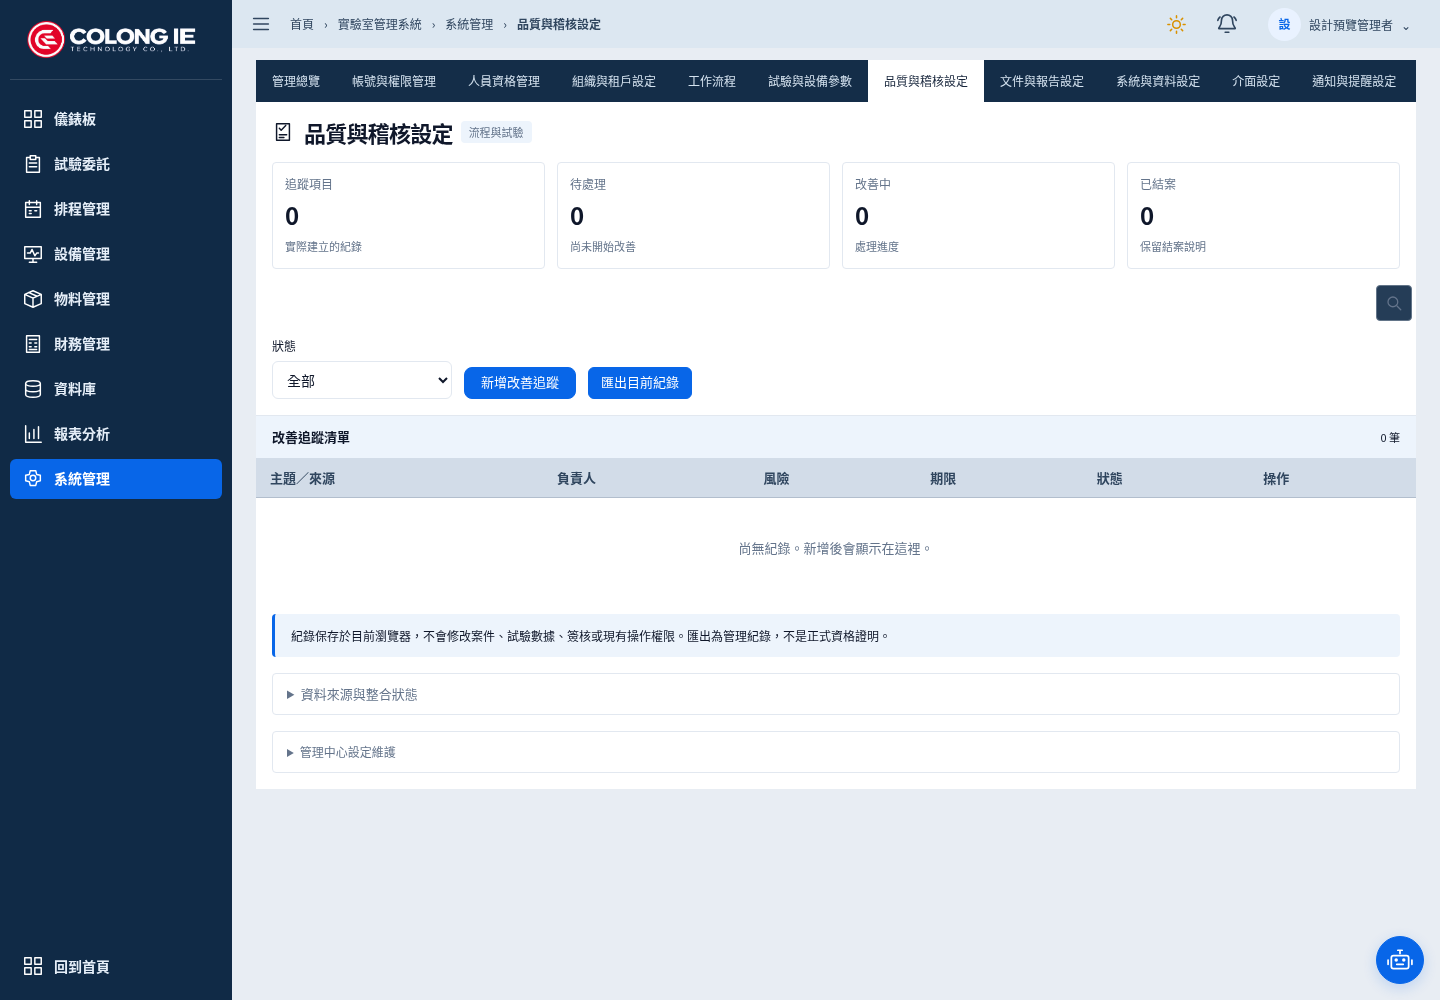 COLONG IE
TECHNOLOGY CO., LTD.
首頁 › 實驗室管理系統 › 系統管理 › 品質與稽核設定
設 設計預覽管理者
儀錶板
試驗委託
排程管理
設備管理
物料管理
財務管理
資料庫
報表分析
系統管理
回到首頁
管理總覽 帳號與權限管理 人員資格管理 組織與租戶設定 工作流程 試驗與設備參數 品質與稽核設定 文件與報告設定 系統與資料設定 介面設定 通知與提醒設定
品質與稽核設定 流程與試驗
追蹤項目
0
實際建立的紀錄
待處理
0
尚未開始改善
改善中
0
處理進度
已結案
0
保留結案說明
狀態
全部 新增改善追蹤 匯出目前紀錄
改善追蹤清單 0 筆
主題／來源 負責人 風險 期限 狀態 操作
尚無紀錄。新增後會顯示在這裡。
紀錄保存於目前瀏覽器，不會修改案件、試驗數據、簽核或現有操作權限。匯出為管理紀錄，不是正式資格證明。
資料來源與整合狀態
管理中心設定維護